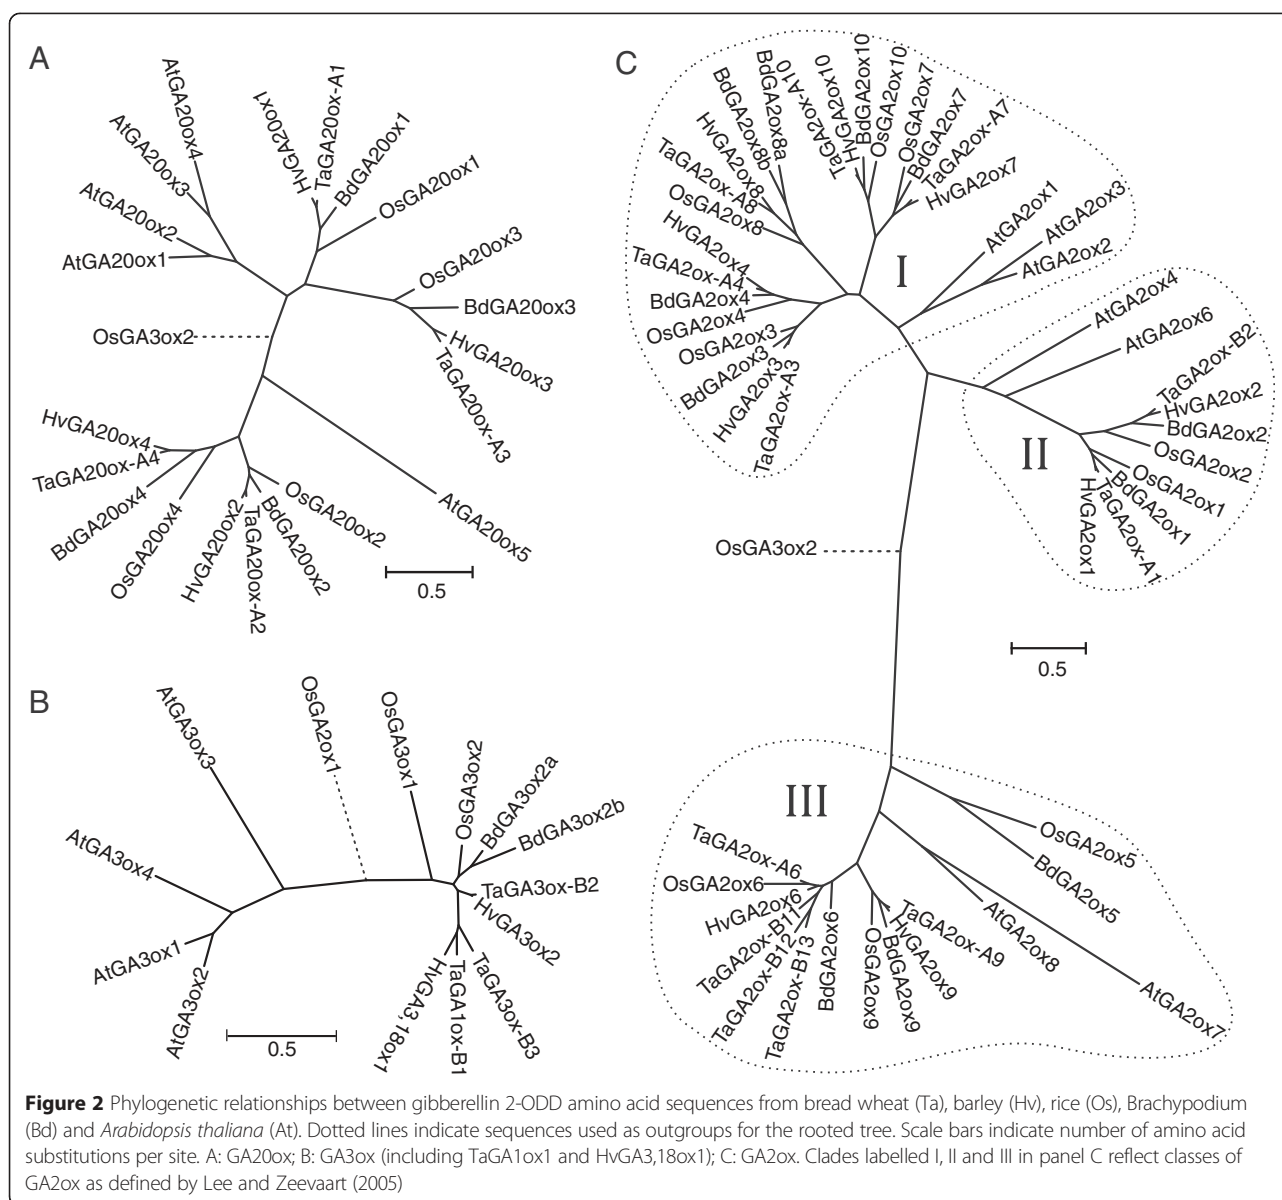 A
AtGA20ox4
AtGA20ox3
AtGA20ox2
AtGA20ox1
HvGA20ox1
TaGA20ox-A1
BdGA20ox1
OsGA20ox1
OsGA20ox3
BdGA20ox3
HvGA20ox3
TaGA20ox-A3
OsGA3ox2
HvGA20ox4
TaGA20ox-A4
BdGA20ox4
OsGA20ox4
HvGA20ox2
TaGA20ox-A2
BdGA20ox2
OsGA20ox2
AtGA20ox5
0.5
B
AtGA3ox3
OsGA2ox1
OsGA3ox1
OsGA3ox2
BdGA3ox2a
BdGA3ox2b
TaGA3ox-B2
HvGA3ox2
TaGA3ox-B3
TaGA1ox-B1
HvGA3,18ox1
AtGA3ox4
AtGA3ox1
AtGA3ox2
0.5
C
BdGA2ox8b
BdGA2ox8a
TaGA2ox-A10
HvGA2ox10
BdGA2ox10
OsGA2ox10
OsGA2ox7
BdGA2ox7
TaGA2ox-A7
HvGA2ox7
HvGA2ox8
TaGA2ox-A8
OsGA2ox8
HvGA2ox4
TaGA2ox-A4
BdGA2ox4
OsGA2ox4
OsGA2ox3
BdGA2ox3
HvGA2ox3
TaGA2ox-A3
I
AtGA2ox1
AtGA2ox3
AtGA2ox2
AtGA2ox4
AtGA2ox6
TaGA2ox-B2
HvGA2ox2
BdGA2ox2
OsGA2ox2
OsGA2ox1
BdGA2ox1
TaGA2ox-A1
HvGA2ox1
II
OsGA3ox2
0.5
III
TaGA2ox-A6
OsGA2ox6
HvGA2ox6
TaGA2ox-B11
TaGA2ox-B12
TaGA2ox-B13
BdGA2ox6
OsGA2ox9
BdGA2ox9
HvGA2ox9
TaGA2ox-A9
AtGA2ox8
AtGA2ox7
OsGA2ox5
BdGA2ox5
Figure 2 Phylogenetic relationships between gibberellin 2-ODD amino acid sequences from bread wheat (Ta), barley (Hv), rice (Os), Brachypodium
(Bd) and Arabidopsis thaliana (At). Dotted lines indicate sequences used as outgroups for the rooted tree. Scale bars indicate number of amino acid
substitutions per site. A: GA20ox; B: GA3ox (including TaGA1ox1 and HvGA3,18ox1); C: GA2ox. Clades labelled I, II and III in panel C reflect classes of
GA2ox as defined by Lee and Zeevaart (2005)